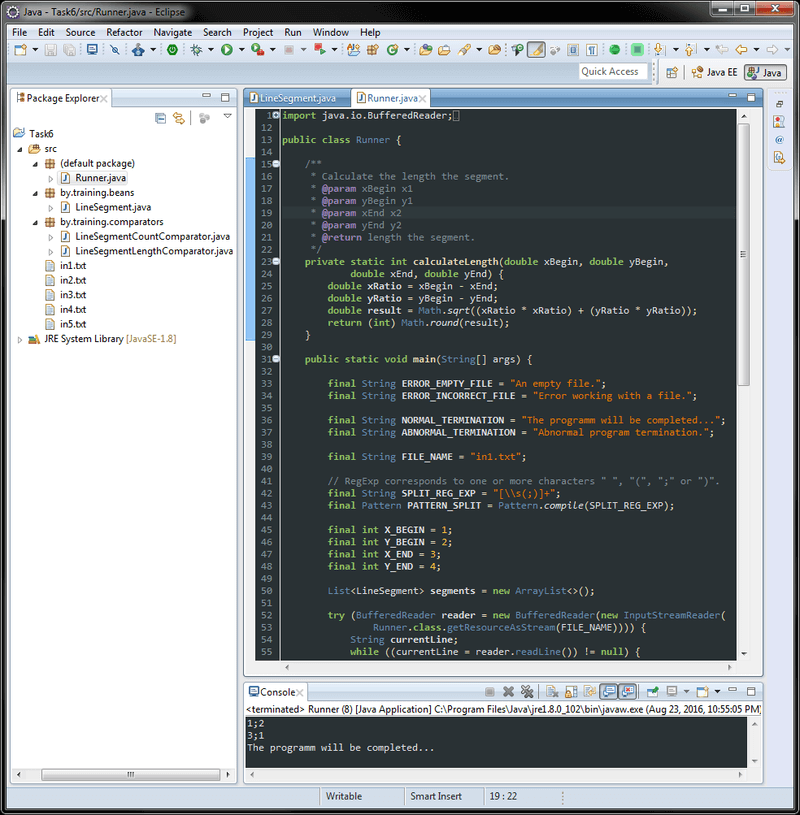 Java - Task6/src/Runner.java - Eclipse
File Edit Source Refactor Navigate Search Project Run Window Help
Quick Access
Java EE
Java
Package Explorer
Task6
src
(default package)
Runner.java
by.training.beans
LineSegment.java
by.training.comparators
LineSegmentCountComparator.java
LineSegmentLengthComparator.java
in1.txt
in2.txt
in3.txt
in4.txt
in5.txt
JRE System Library [JavaSE-1.8]
LineSegment.java
Runner.java
1 import java.io.BufferedReader;
12
13 public class Runner {
14
15 /**
16 * Calculate the length the segment.
17 * @param xBegin x1
18 * @param yBegin y1
19 * @param xEnd x2
20 * @param yEnd y2
21 * @return length the segment.
22 */
23 private static int calculateLength(double xBegin, double yBegin,
24 double xEnd, double yEnd) {
25 double xRatio = xBegin - xEnd;
26 double yRatio = yBegin - yEnd;
27 double result = Math.sqrt((xRatio * xRatio) + (yRatio * yRatio));
28 return (int) Math.round(result);
29 }
30
31 public static void main(String[] args) {
32
33 final String ERROR_EMPTY_FILE = "An empty file.";
34 final String ERROR_INCORRECT_FILE = "Error working with a file.";
35
36 final String NORMAL_TERMINATION = "The programm will be completed...";
37 final String ABNORMAL_TERMINATION = "Abnormal program termination.";
38
39 final String FILE_NAME = "in1.txt";
40
41 // RegExp corresponds to one or more characters " ", "(", ";" or ")".
42 final String SPLIT_REG_EXP = "[\\s(;)]+";
43 final Pattern PATTERN_SPLIT = Pattern.compile(SPLIT_REG_EXP);
44
45 final int X_BEGIN = 1;
46 final int Y_BEGIN = 2;
47 final int X_END = 3;
48 final int Y_END = 4;
49
50 List<LineSegment> segments = new ArrayList<>();
51
52 try (BufferedReader reader = new BufferedReader(new InputStreamReader(
53 Runner.class.getResourceAsStream(FILE_NAME)))) {
54 String currentLine;
55 while ((currentLine = reader.readLine()) != null) {
Console
<terminated> Runner (8) [Java Application] C:\Program Files\Java\jre1.8.0_102\bin\javaw.exe (Aug 23, 2016, 10:55:05 PM)
1;2
3;1
The programm will be completed...
Writable
Smart Insert
19 : 22